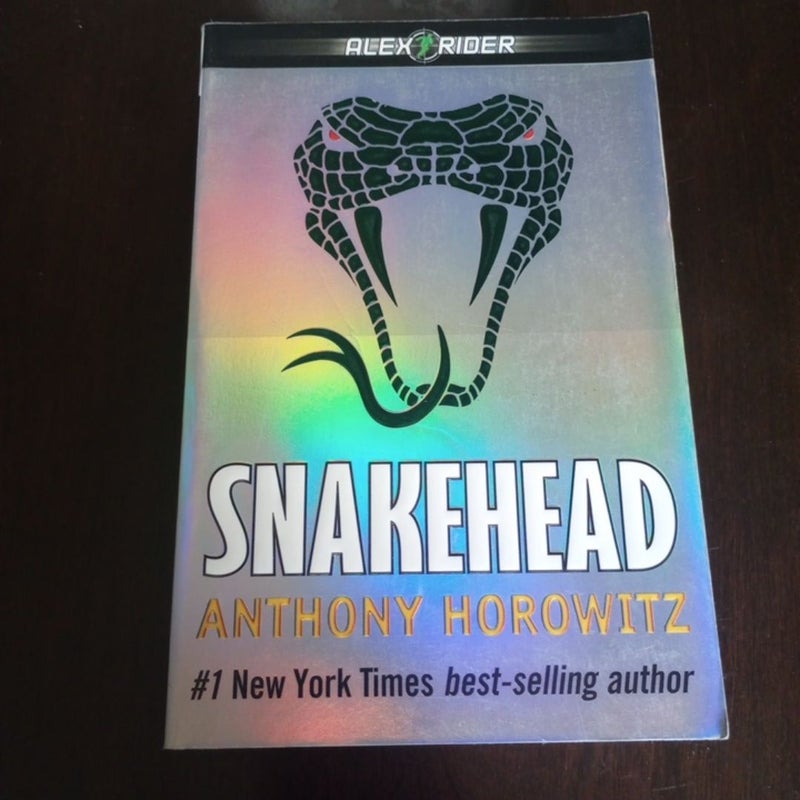 ALEX RIDER
SNAKEHEAD
ANTHONY HOROWITZ
#1 New York Times best-selling author